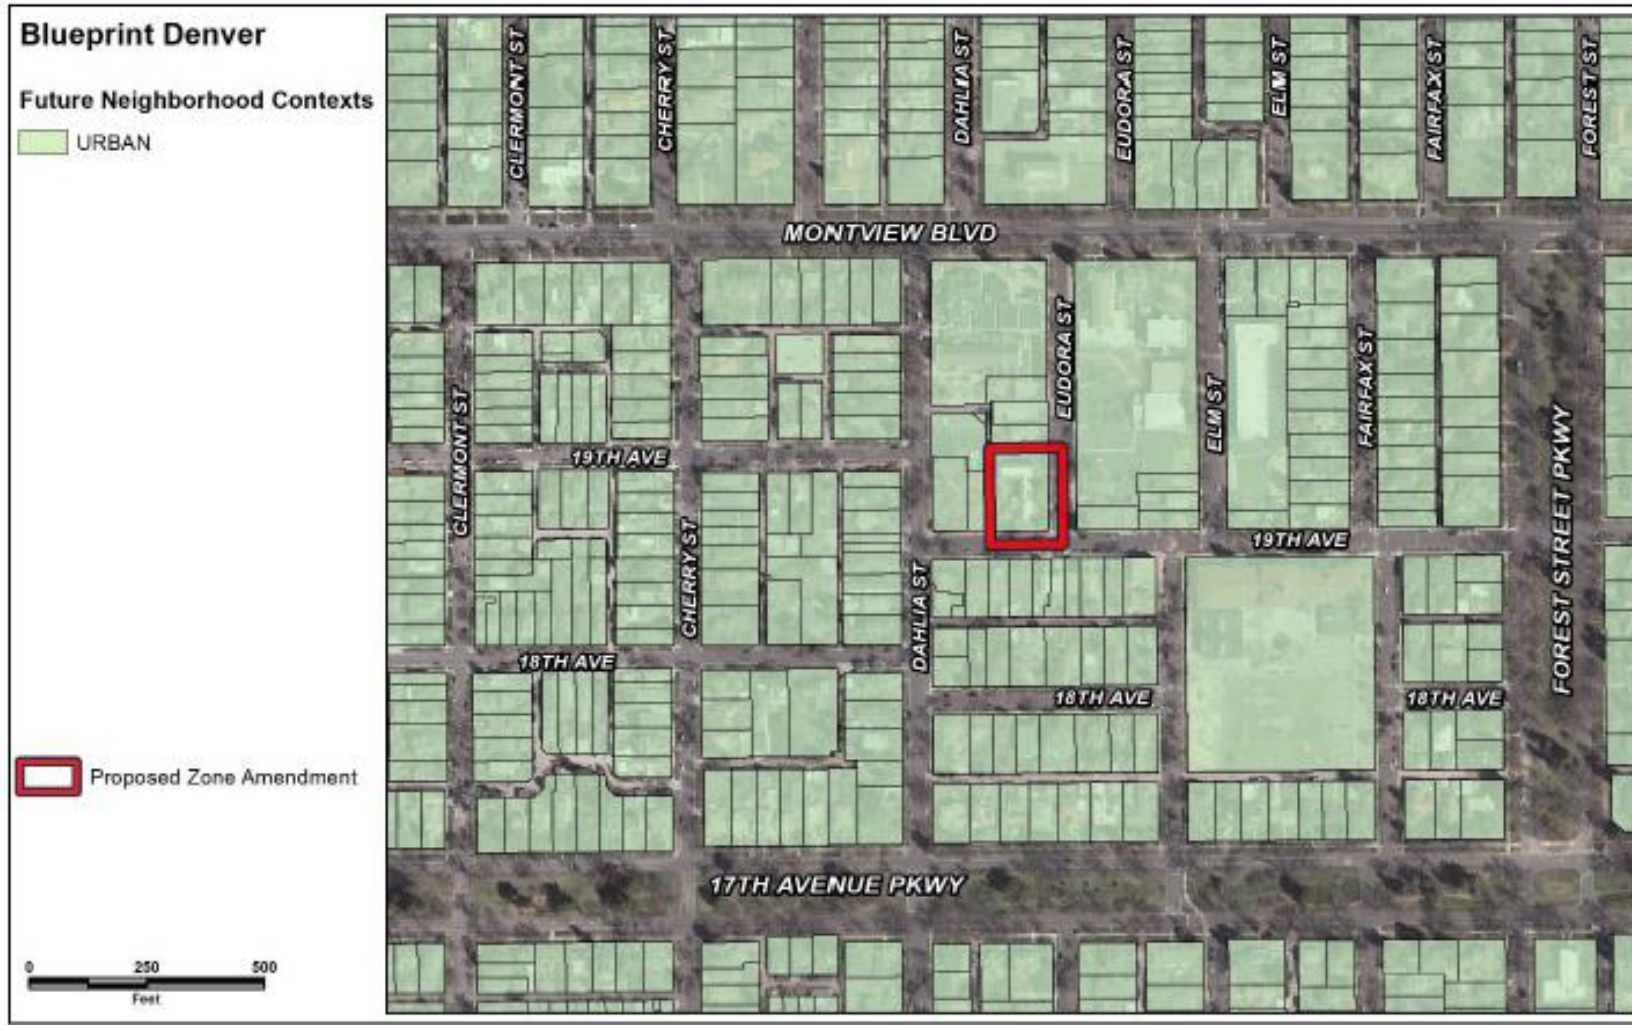 Blueprint Denver
Future Neighborhood Contexts
URBAN
Proposed Zone Amendment
0 250 500
Feet
CLERMONT ST
CHERRY ST
DAHLIA ST
EUDORA ST
ELM ST
FAIRFAX ST
FOREST ST
MONTVIEW BLVD
EUDORA ST
FAIRFAX ST
ELM ST
CLERMONT ST
19TH AVE
FOREST STREET PKWY
CHERRY ST
19TH AVE
DAHLIA ST
18TH AVE
18TH AVE
18TH AVE
17TH AVENUE PKWY